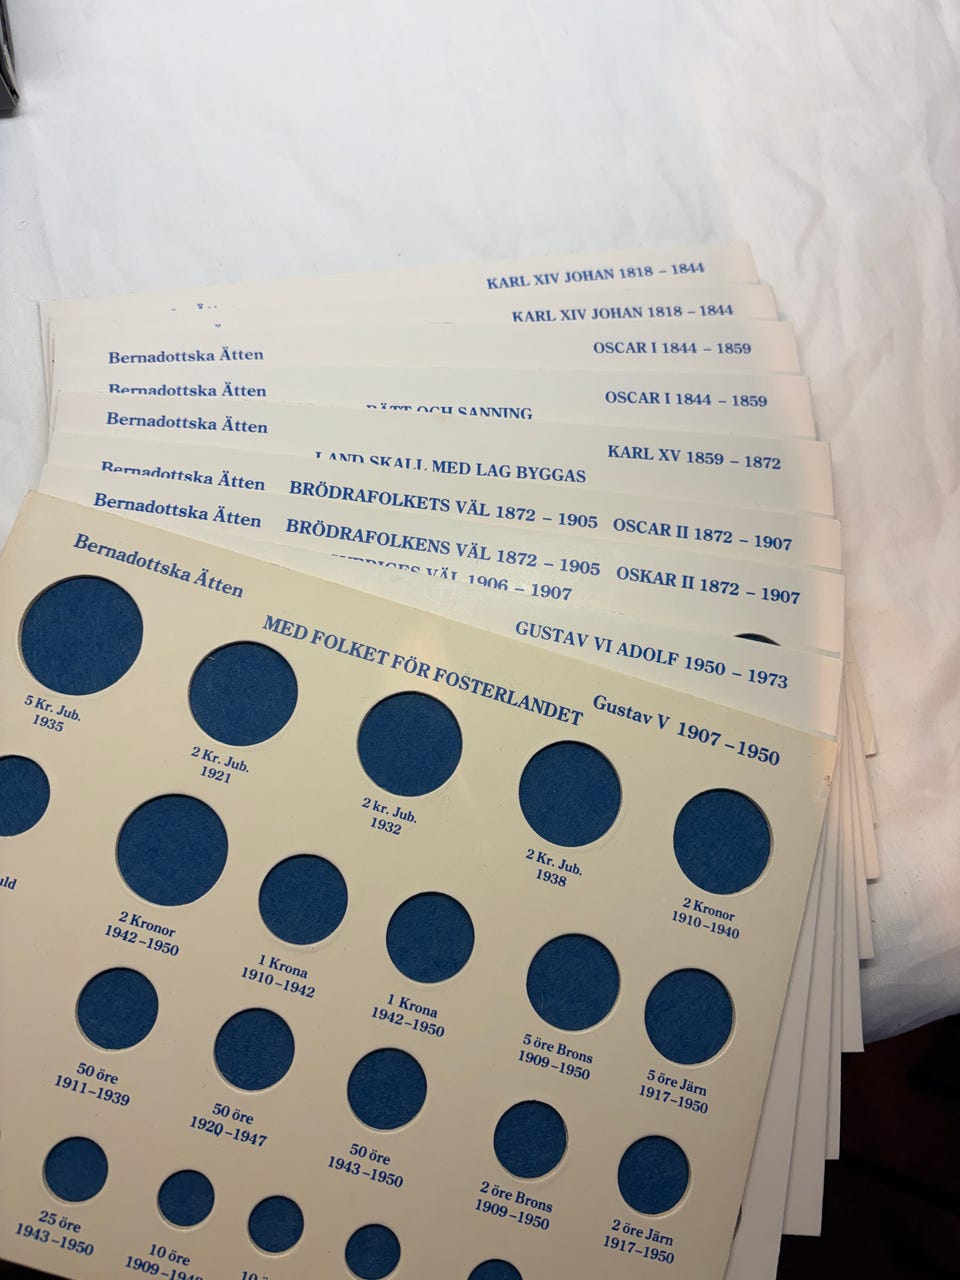 KARL XIV JOHAN 1818 – 1844
KARL XIV JOHAN 1818 – 1844
Bernadottska Ätten
OSCAR I 1844 – 1859
Bernadottska Ätten
RÄTT OCH SANNING
OSCAR I 1844 – 1859
Bernadottska Ätten
LAND SKALL MED LAG BYGGAS
KARL XV 1859 – 1872
Bernadottska Ätten
BRÖDRAFOLKETS VÄL 1872 – 1905
OSCAR II 1872 – 1907
Bernadottska Ätten
BRÖDRAFOLKENS VÄL 1872 – 1905
OSKAR II 1872 – 1907
SVERIGES VÄL 1906 – 1907
GUSTAV VI ADOLF 1950 – 1973
Bernadottska Ätten
MED FOLKET FÖR FOSTERLANDET
Gustav V 1907 – 1950
5 Kr. Jub.
1935
2 Kr. Jub.
1921
2 kr. Jub.
1932
2 Kr. Jub.
1938
2 Kronor
1910–1940
2 Kronor
1942–1950
1 Krona
1910–1942
1 Krona
1942–1950
5 öre Brons
1909–1950
5 öre Järn
1917–1950
50 öre
1911–1939
50 öre
1920–1947
50 öre
1943–1950
2 öre Brons
1909–1950
2 öre Järn
1917–1950
25 öre
1943–1950
10 öre